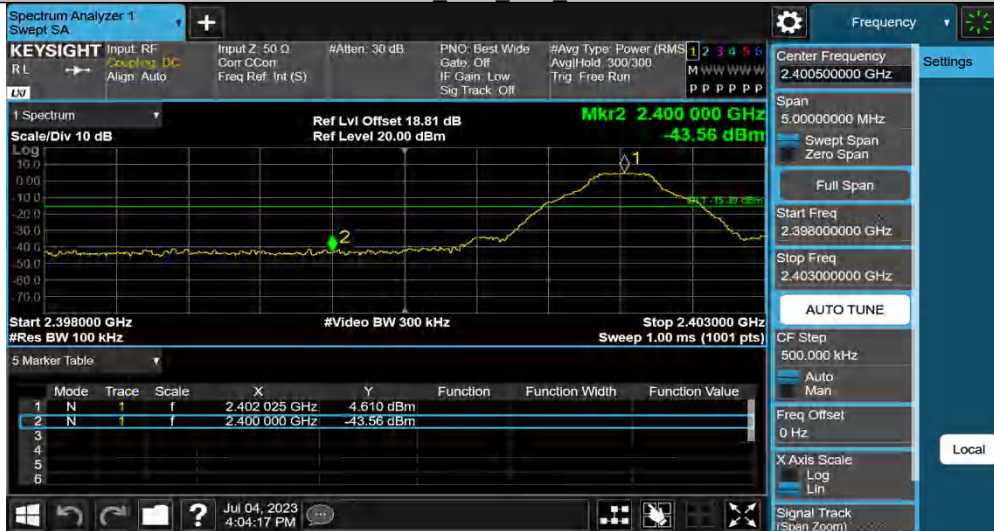 Spectrum Analyzer 1
Swept SA
+
Frequency
KEYSIGHT
RL
LXI
Input: RF
Coupling: DC
Align: Auto
Input Z: 50 Ω
Corr CCorr
Freq Ref: Int (S)
#Atten: 30 dB
PNO: Best Wide
Gate: Off
IF Gain: Low
Sig Track: Off
#Avg Type: Power (RMS
Avg|Hold: 300/300
Trig: Free Run
1 2 3 4 5 6
M W W W W W
P P P P P P
1 Spectrum
Scale/Div 10 dB
Ref Lvl Offset 18.81 dB
Ref Level 20.00 dBm
Mkr2 2.400 000 GHz
-43.56 dBm
Log
10.0
0.00
-10.0
-20.0
-30.0
-40.0
-50.0
-60.0
-70.0
1
2
Start 2.398000 GHz
#Res BW 100 kHz
#Video BW 300 kHz
Stop 2.403000 GHz
Sweep 1.00 ms (1001 pts)
5 Marker Table
Mode Trace Scale X Y Function Function Width Function Value
1 N 1 f 2.402 025 GHz 4.610 dBm
2 N 1 f 2.400 000 GHz -43.56 dBm
3
4
5
6
Jul 04, 2023
4:04:17 PM
?
Center Frequency
2.400500000 GHz
Span
5.00000000 MHz
Swept Span
Zero Span
Full Span
Start Freq
2.398000000 GHz
Stop Freq
2.403000000 GHz
AUTO TUNE
CF Step
500.000 kHz
Auto
Man
Freq Offset
0 Hz
X Axis Scale
Log
Lin
Signal Track
(Span Zoom)
Settings
Local